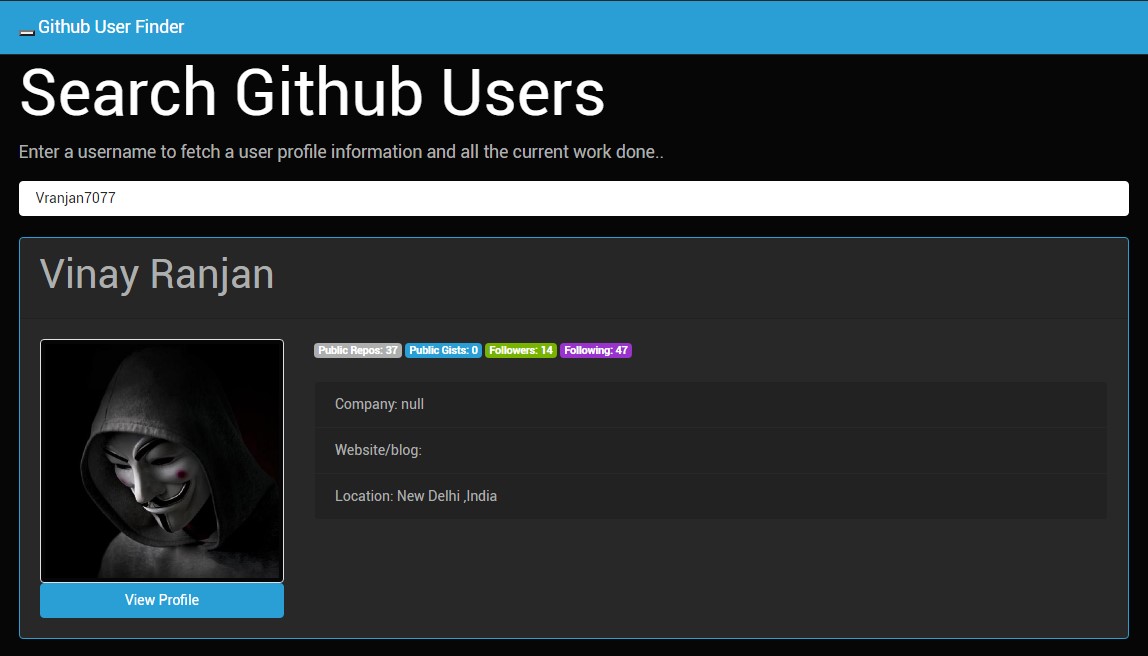 Github User Finder
Search Github Users
Enter a username to fetch a user profile information and all the current work done..
Vranjan7077
Vinay Ranjan
Public Repos: 37 Public Gists: 0 Followers: 14 Following: 47
Company: null
Website/blog:
Location: New Delhi ,India
View Profile